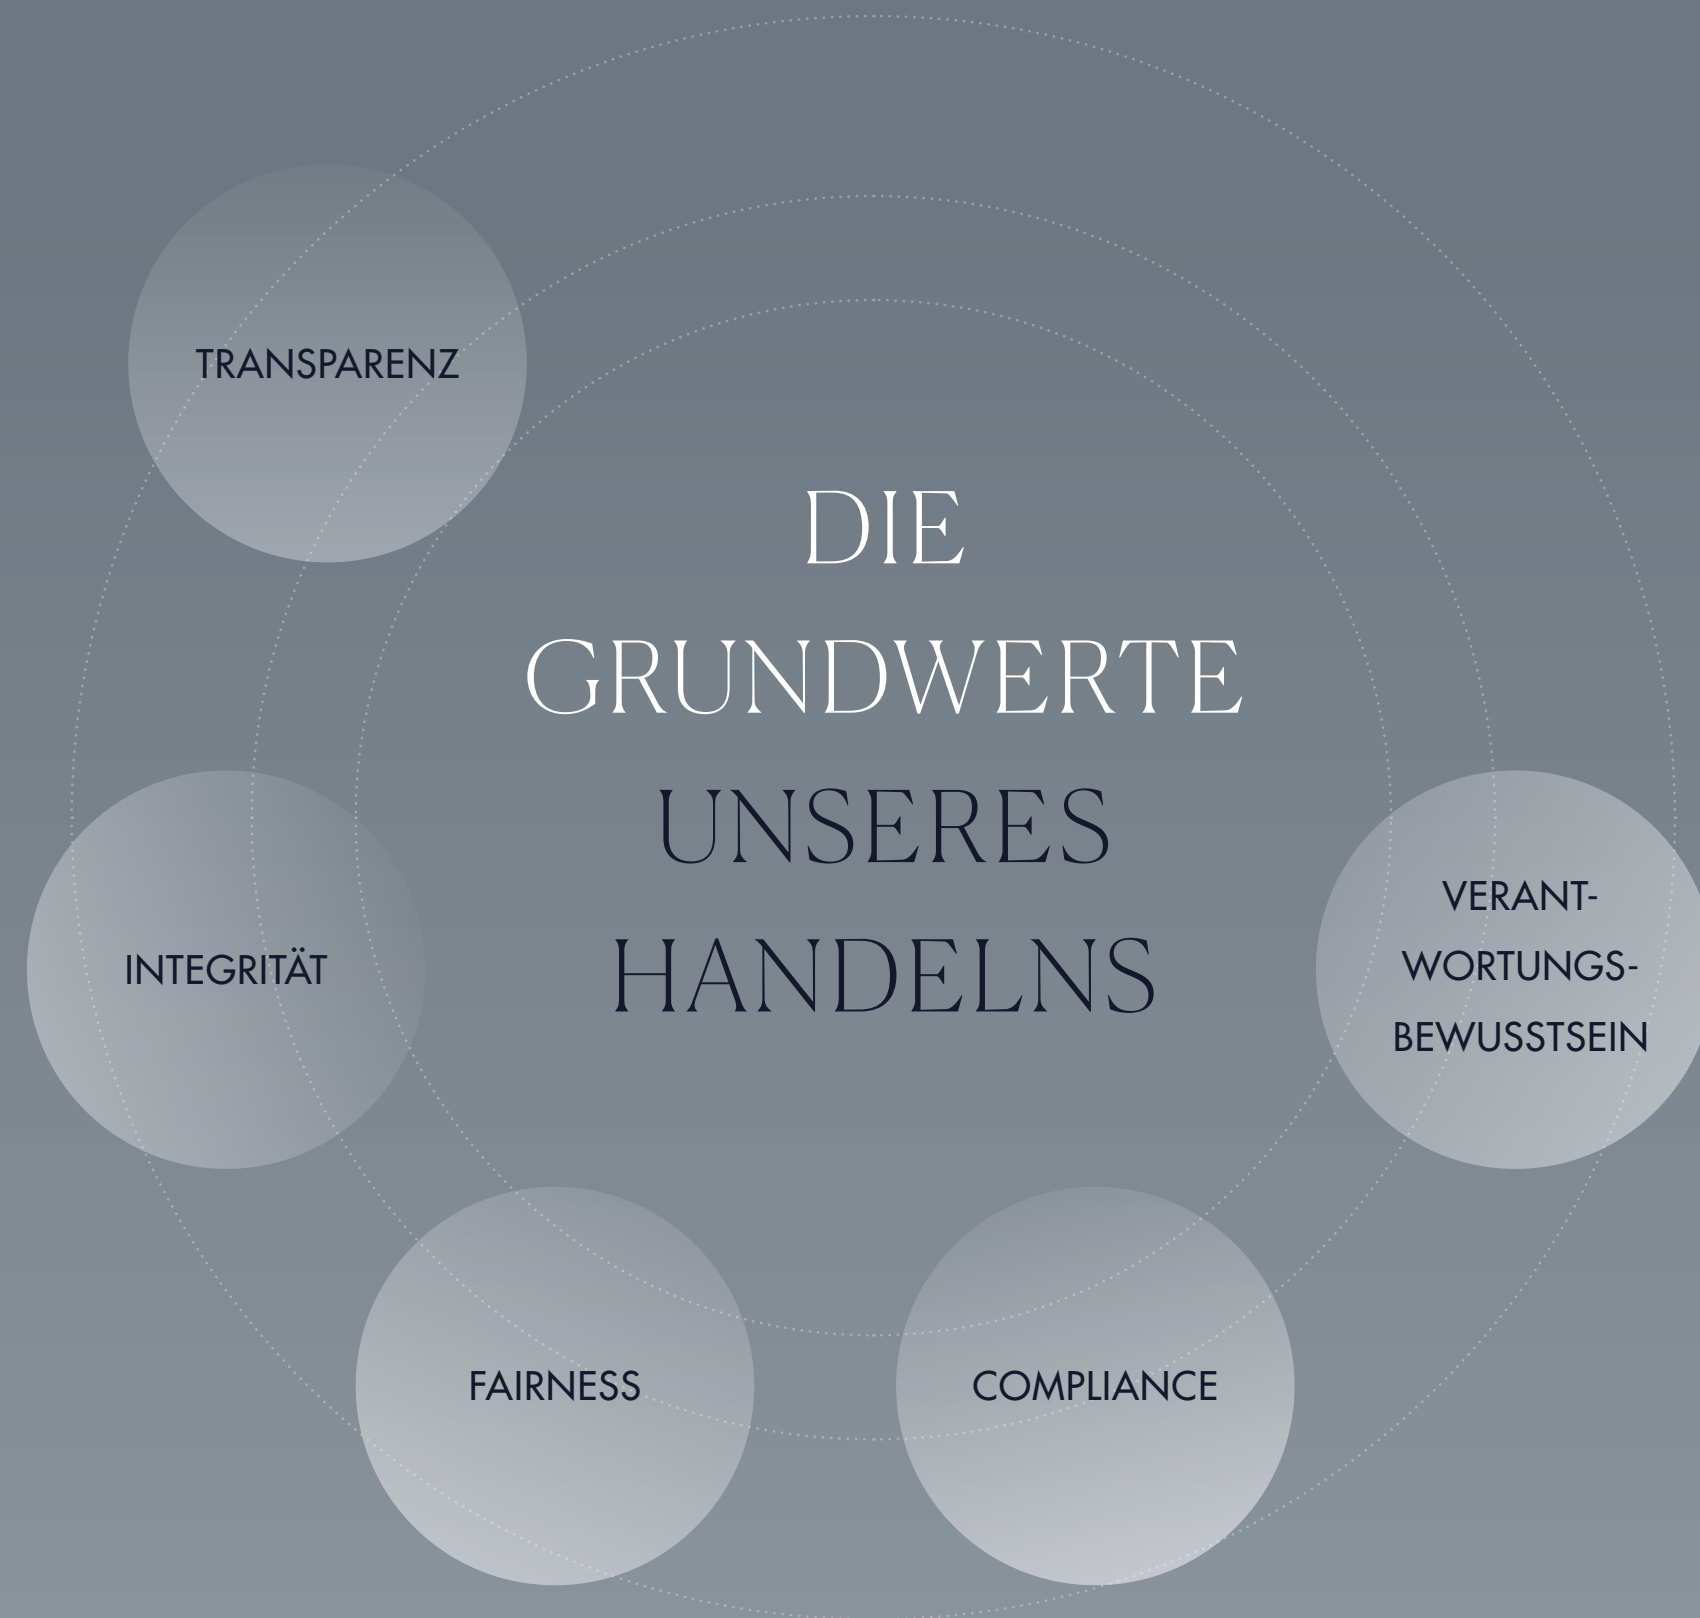 TRANSPARENZ
DIE
GRUNDWERTE
UNSERES
HANDELNS
INTEGRITÄT
VERANT-
WORTUNGS-
BEWUSSTSEIN
FAIRNESS
COMPLIANCE